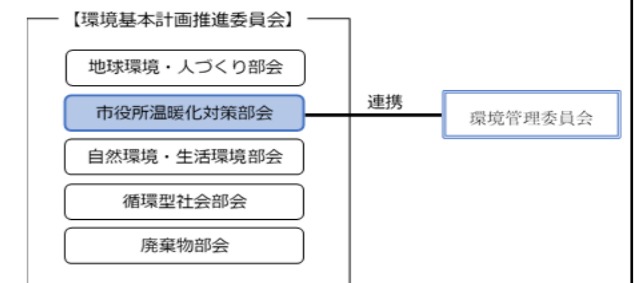 【環境基本計画推進委員会】
地球環境・人づくり部会
市役所温暖化対策部会
連携
環境管理委員会
自然環境・生活環境部会
循環型社会部会
廃棄物部会